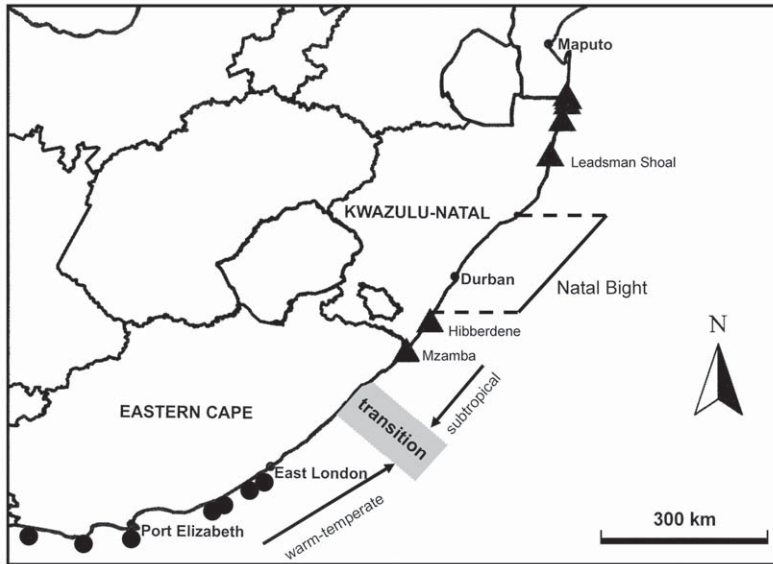 Maputo
Leadsman Shoal
KWAZULU-NATAL
Durban
Natal Bight
Hibberdene
Mzamba
N
EASTERN CAPE
transition
subtropical
East London
Port Elizabeth
warm-temperate
300 km